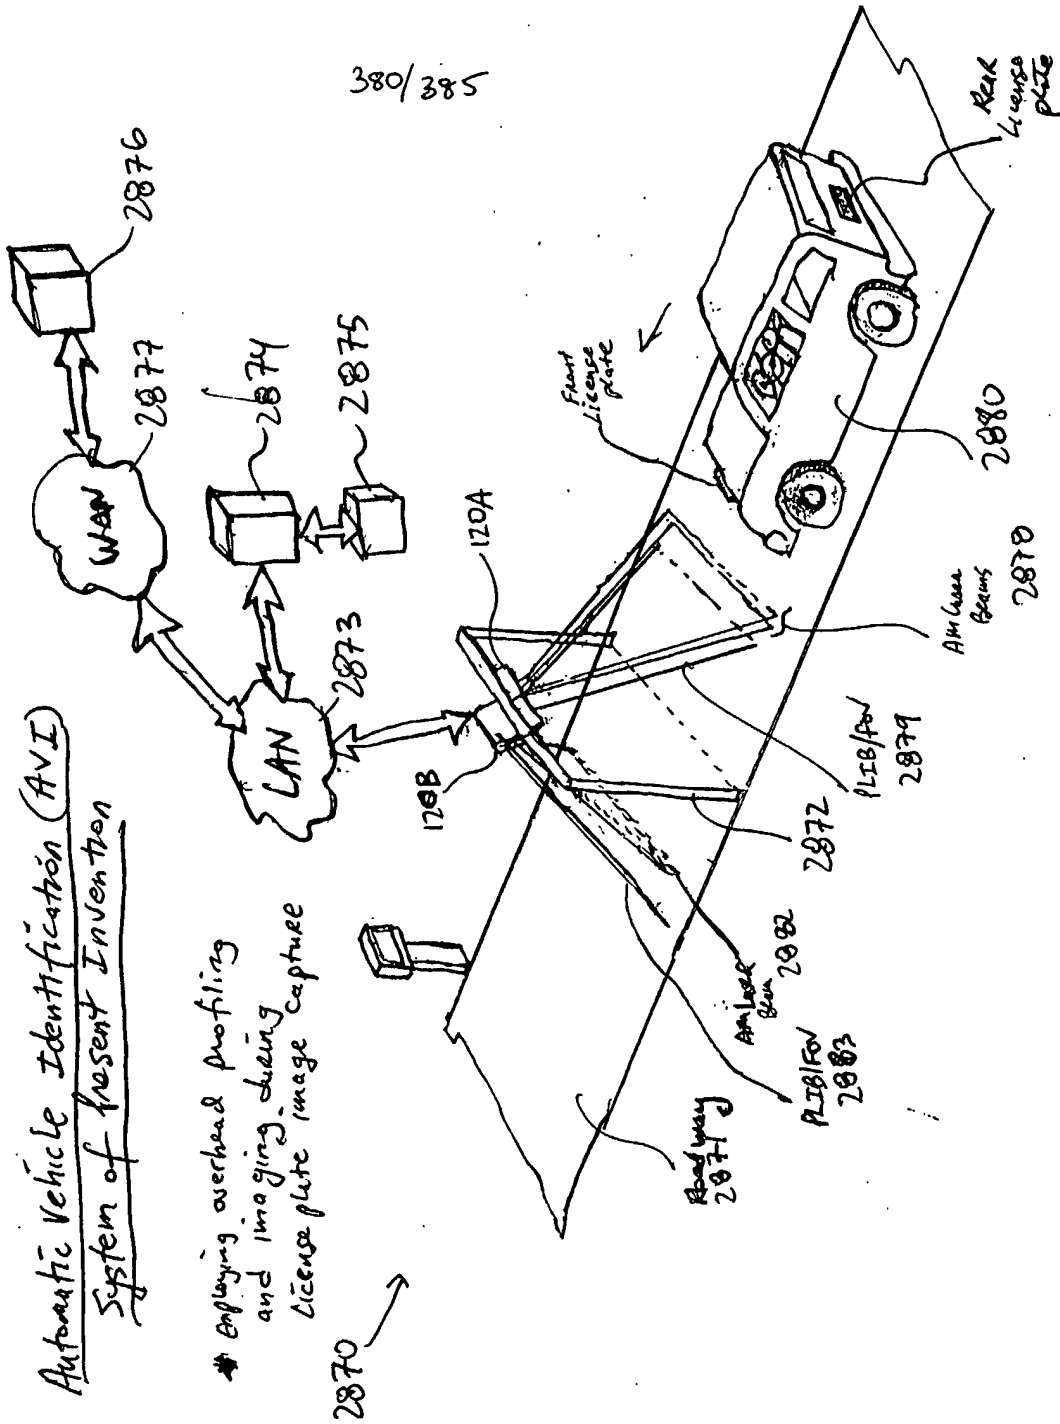 Automatic Vehicle Identification (AVI)
System of Present Invention
* Employing overhead profiling
and imaging during
License plate image capture
2870
380/385
WAN
2876
2877
LAN
2873
2874
2875
120A
120B
Front
License
plate
Rear
License
plate
2880
AM Laser
Beams
2878
PLIB/FOV
2879
2872
AM Laser
Beam
2882
PLIB/FOV
2883
Roadway
2871